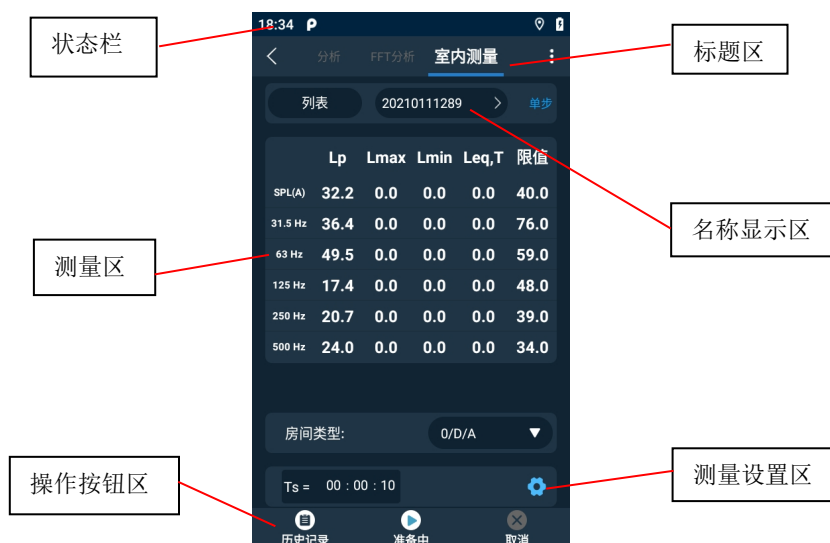 状态栏
标题区
名称显示区
测量区
操作按钮区
测量设置区
18:34
分析 FFT分析 室内测量
列表 20210111289 > 单步
Lp Lmax Lmin Leq,T 限值
SPL(A) 32.2 0.0 0.0 0.0 40.0
31.5 Hz 36.4 0.0 0.0 0.0 76.0
63 Hz 49.5 0.0 0.0 0.0 59.0
125 Hz 17.4 0.0 0.0 0.0 48.0
250 Hz 20.7 0.0 0.0 0.0 39.0
500 Hz 24.0 0.0 0.0 0.0 34.0
房间类型: 0/D/A
Ts = 00 : 00 : 10
历史记录 准备中 取消